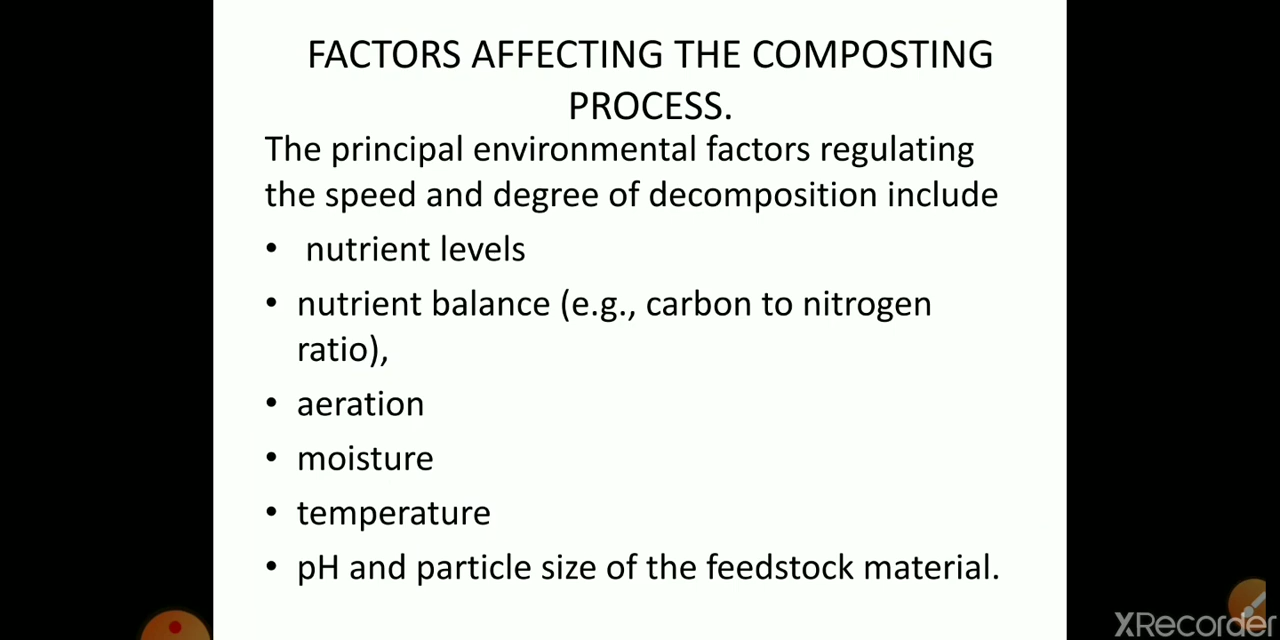 FACTORS AFFECTING THE COMPOSTING
PROCESS.
The principal environmental factors regulating
the speed and degree of decomposition include
• nutrient levels
• nutrient balance (e.g., carbon to nitrogen
ratio),
• aeration
• moisture
• temperature
• pH and particle size of the feedstock material.
XRecorder